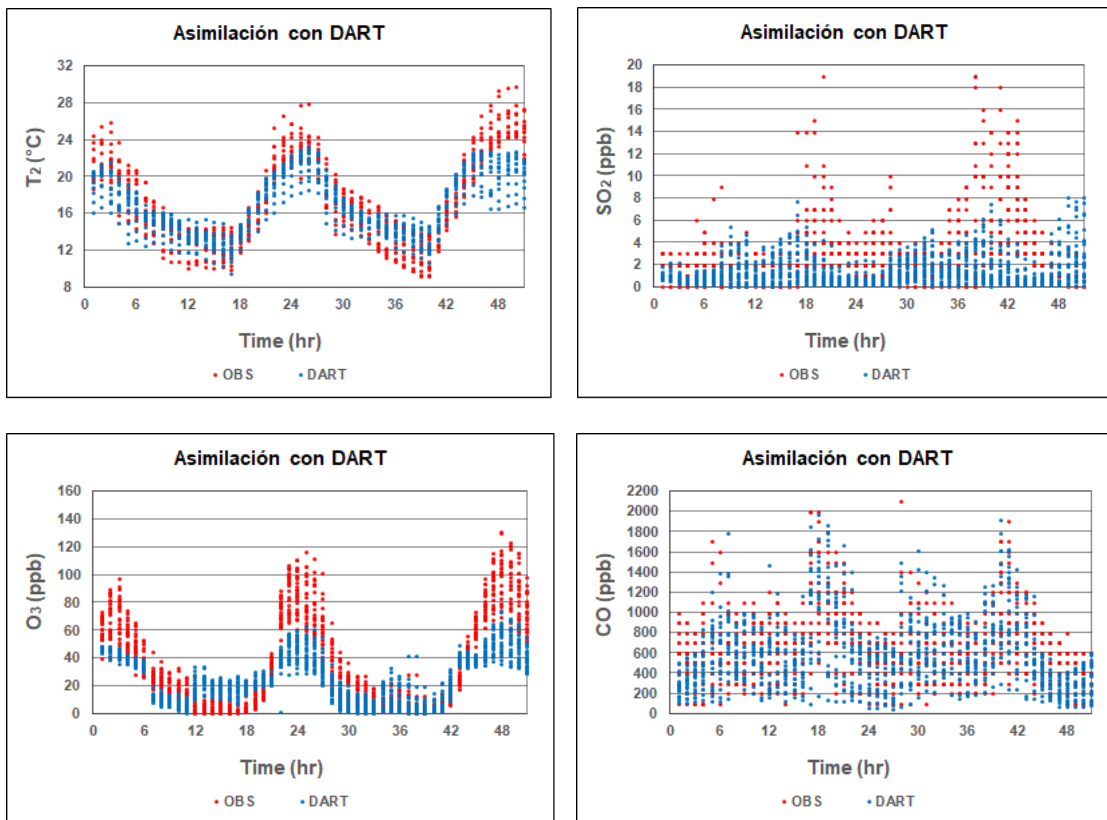 Asimilación con DART
T2 (°C)
32
28
24
20
16
12
8
0 6 12 18 24 30 36 42 48
Time (hr)
OBS DART
Asimilación con DART
SO2 (ppb)
20
18
16
14
12
10
8
6
4
2
0
0 6 12 18 24 30 36 42 48
Time (hr)
OBS DART
Asimilación con DART
O3 (ppb)
160
140
120
100
80
60
40
20
0
0 6 12 18 24 30 36 42 48
Time (hr)
OBS DART
Asimilación con DART
CO (ppb)
2200
2000
1800
1600
1400
1200
1000
800
600
400
200
0
0 6 12 18 24 30 36 42 48
Time (hr)
OBS DART